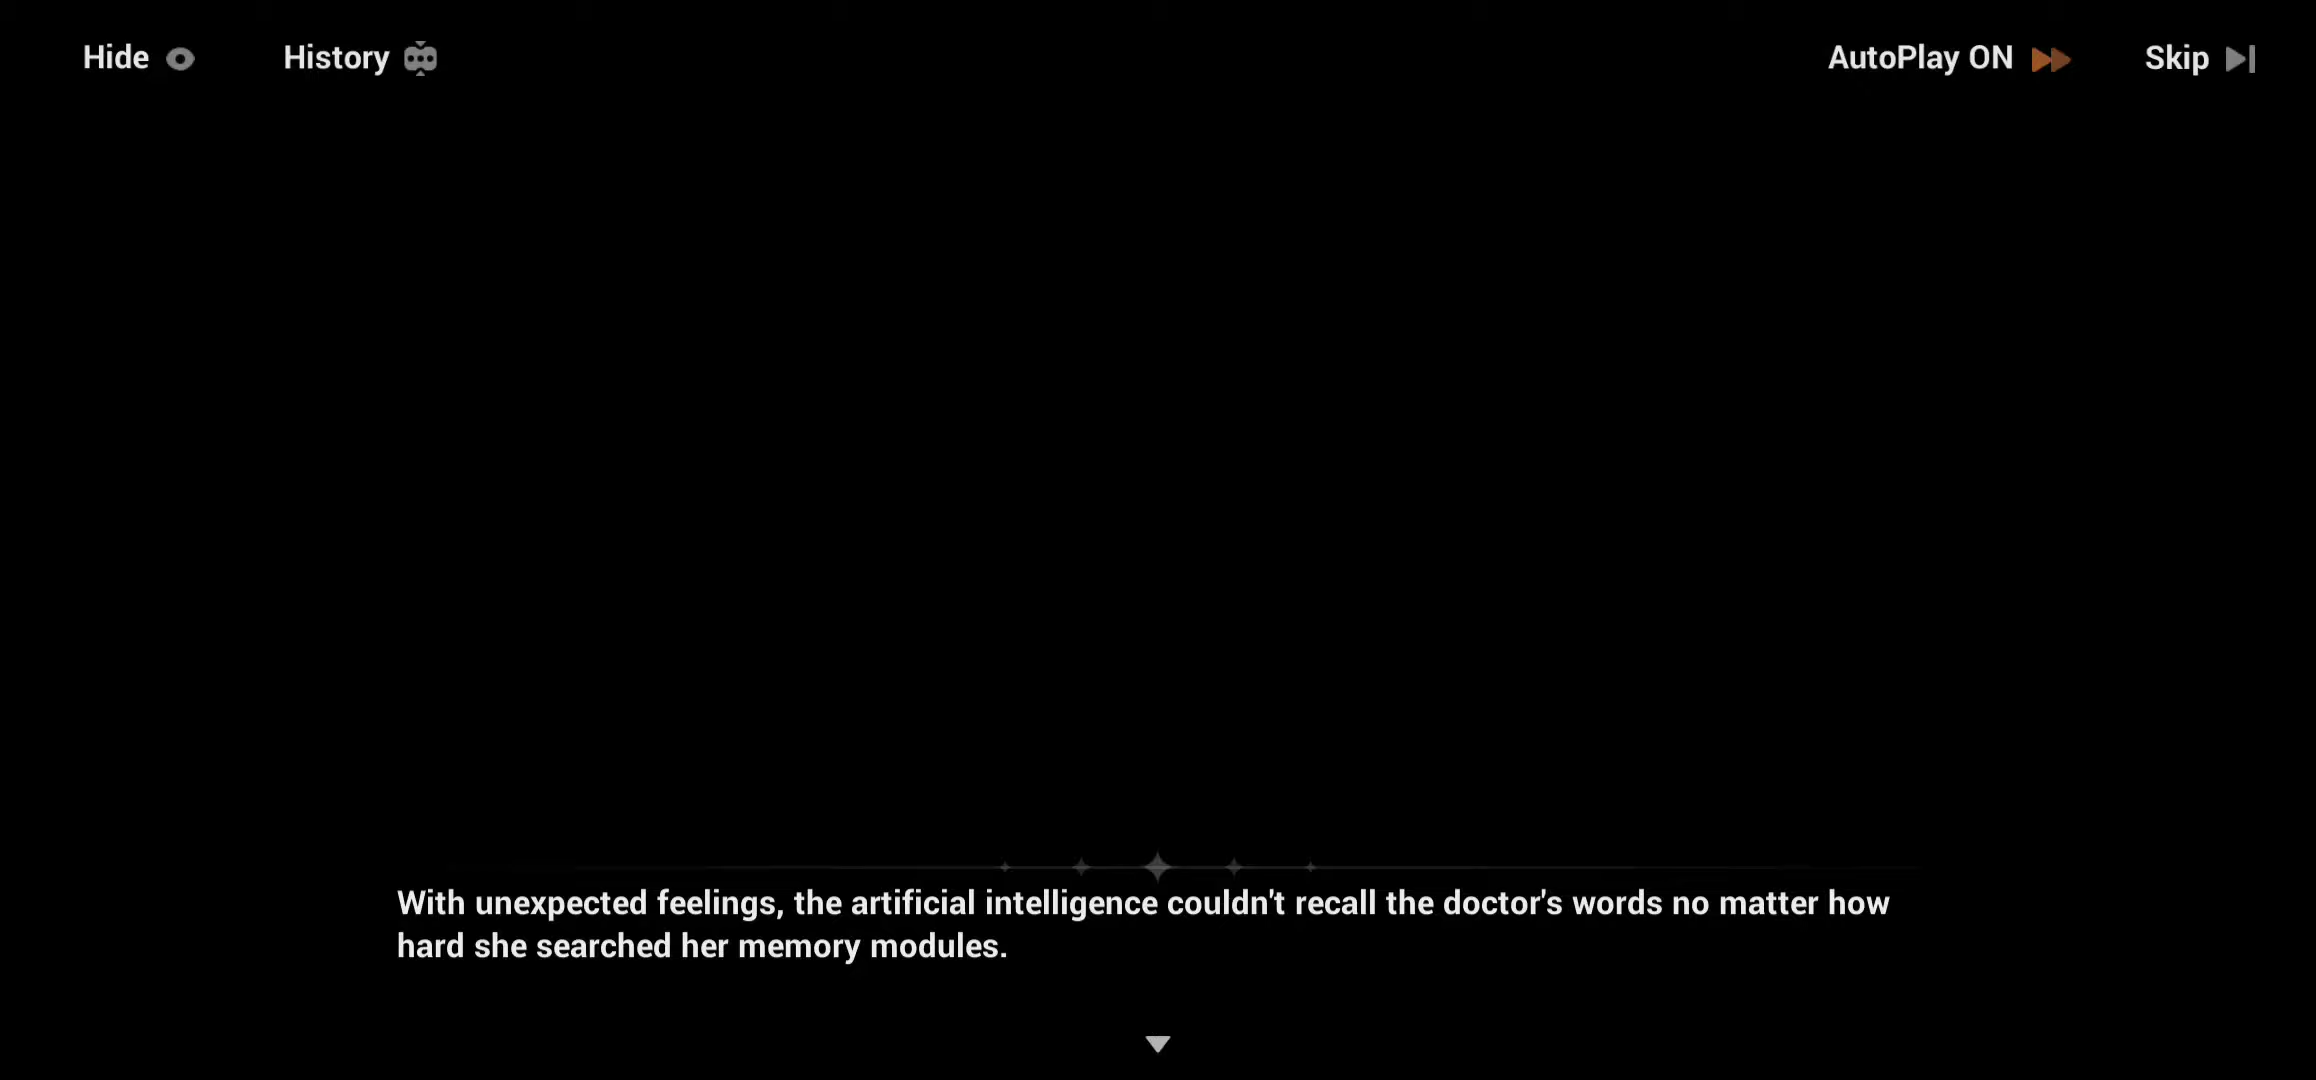 Hide
History
AutoPlay ON
Skip
With unexpected feelings, the artificial intelligence couldn't recall the doctor's words no matter how
hard she searched her memory modules.